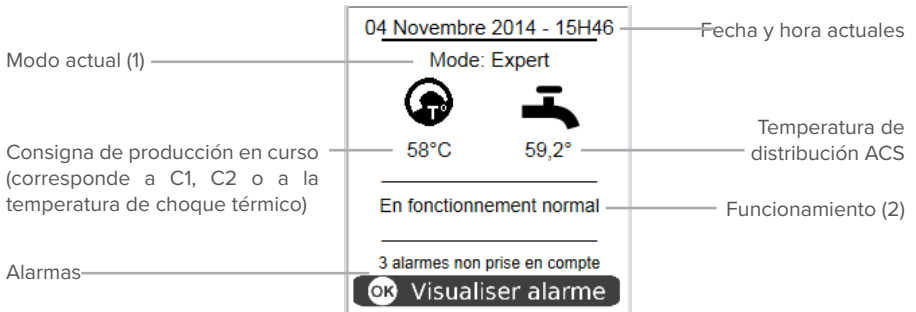 04 Novembre 2014 - 15H46
Fecha y hora actuales
Modo actual (1)
Mode: Expert
T°
58°C
59,2°
Temperatura de
distribución ACS
Consigna de producción en curso
(corresponde a C1, C2 o a la
temperatura de choque térmico)
En fonctionnement normal
Funcionamiento (2)
Alarmas
3 alarmes non prise en compte
OK Visualiser alarme